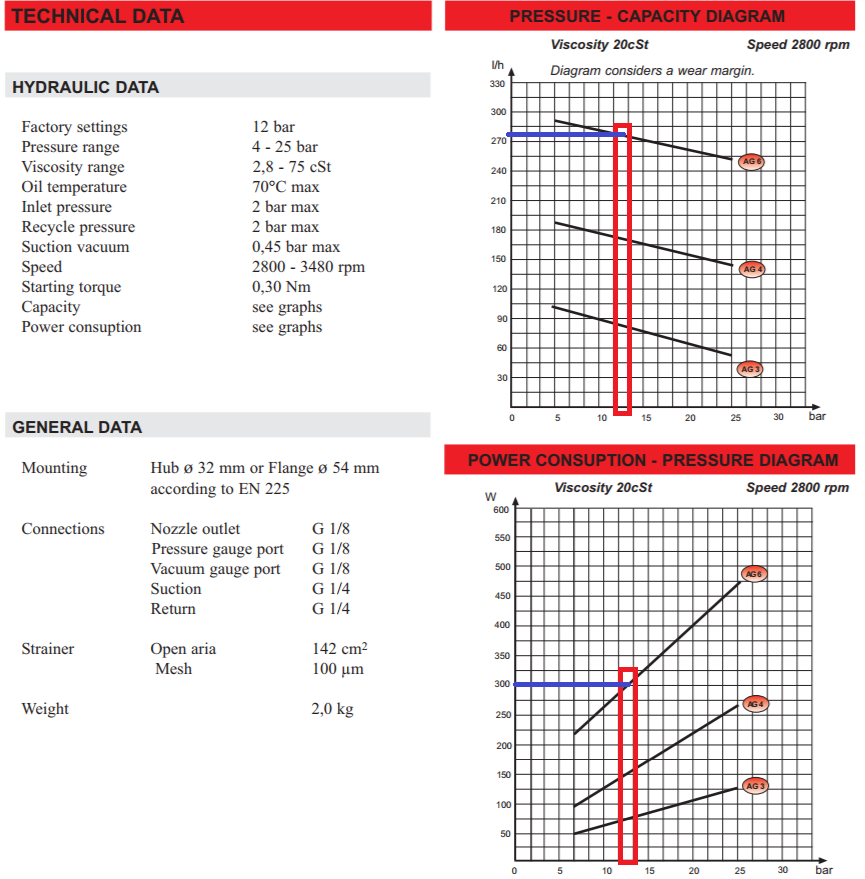 TECHNICAL DATA
HYDRAULIC DATA
Factory settings 12 bar
Pressure range 4 - 25 bar
Viscosity range 2,8 - 75 cSt
Oil temperature 70°C max
Inlet pressure 2 bar max
Recycle pressure 2 bar max
Suction vacuum 0,45 bar max
Speed 2800 - 3480 rpm
Starting torque 0,30 Nm
Capacity see graphs
Power consuption see graphs
GENERAL DATA
Mounting Hub ø 32 mm or Flange ø 54 mm
according to EN 225
Connections Nozzle outlet G 1/8
Pressure gauge port G 1/8
Vacuum gauge port G 1/8
Suction G 1/4
Return G 1/4
Strainer Open aria 142 cm²
Mesh 100 µm
Weight 2,0 kg
PRESSURE - CAPACITY DIAGRAM
Viscosity 20cSt Speed 2800 rpm
l/h
Diagram considers a wear margin.
330
300
270
AG 6
240
210
180
150
AG 4
120
90
60
AG 3
30
0 5 10 15 20 25 30 bar
POWER CONSUPTION - PRESSURE DIAGRAM
Viscosity 20cSt Speed 2800 rpm
W
600
550
500
AG6
450
400
350
300
250
AG4
200
150
AG3
100
50
0 5 10 15 20 25 30 bar